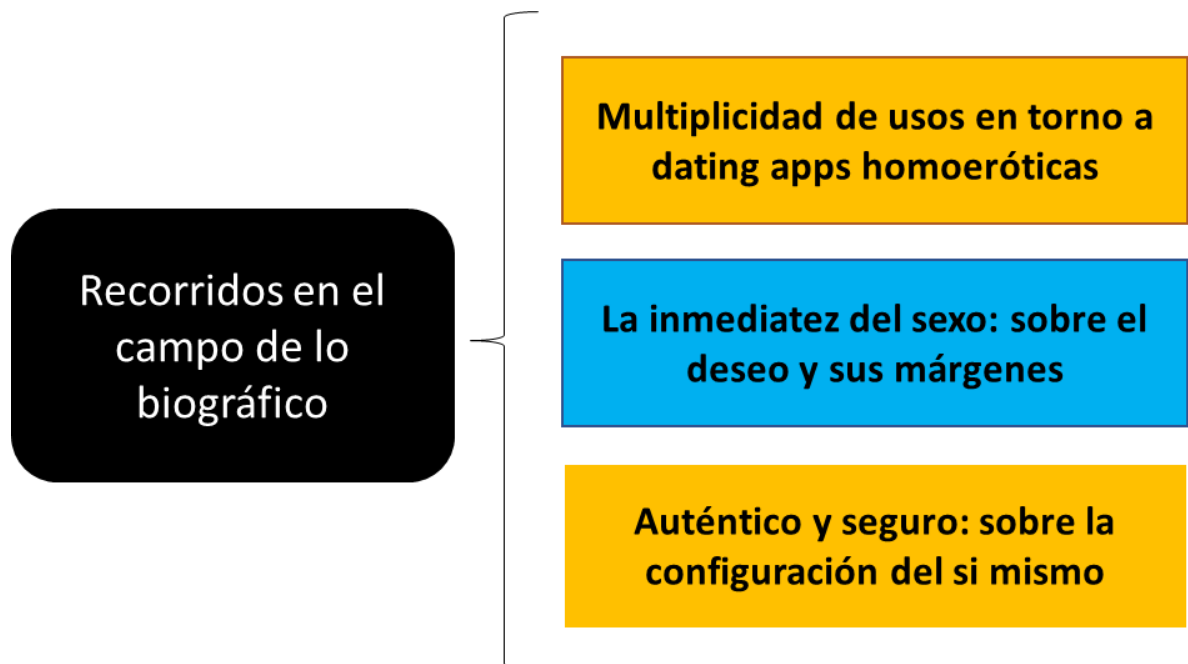 Recorridos en el
campo de lo
biográfico
Multiplicidad de usos en torno a
dating apps homoeróticas
La inmediatez del sexo: sobre el
deseo y sus márgenes
Auténtico y seguro: sobre la
configuración del si mismo